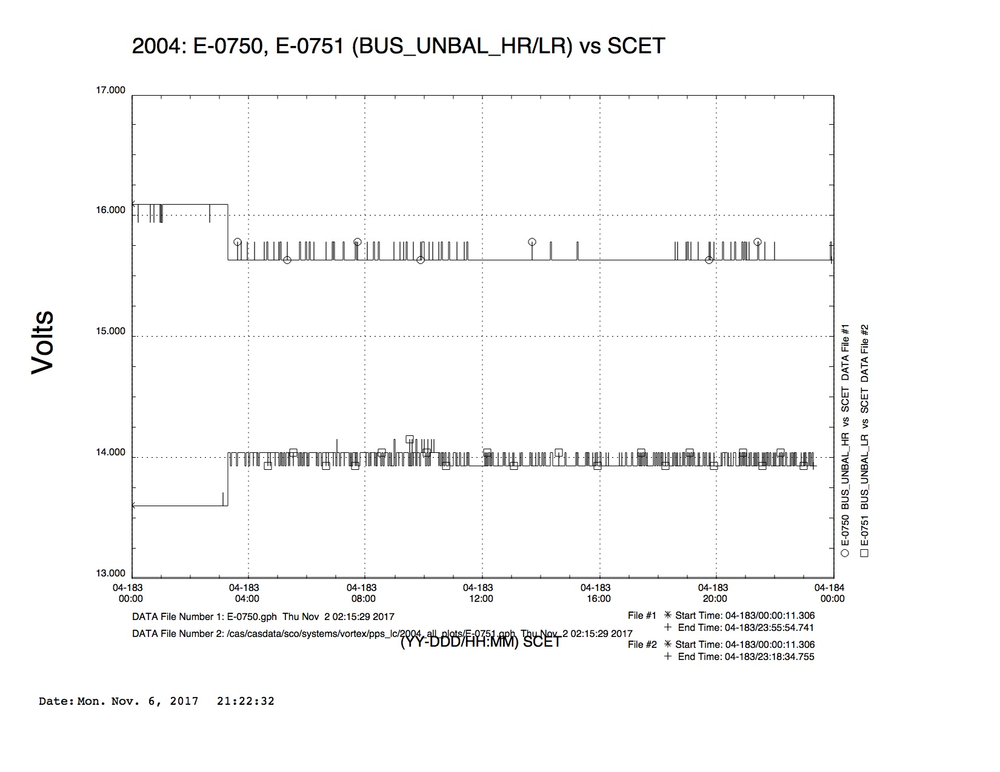 2004: E-0750, E-0751 (BUS_UNBAL_HR/LR) vs SCET
Volts
17.000
16.000
15.000
14.000
13.000
04-183 04-183 04-183 04-183 04-183 04-183 04-184
00:00 04:00 08:00 12:00 16:00 20:00 00:00
E-0750 BUS_UNBAL_HR vs SCET DATA File #1
E-0751 BUS_UNBAL_LR vs SCET DATA File #2
DATA File Number 1: E-0750.gph Thu Nov 2 02:15:29 2017
DATA File Number 2: /cas/casdata/sco/systems/vortex/pps_lc/2004_all_plots/E-0751.gph Thu Nov 2 02:15:29 2017
(YY-DDD/HH:MM) SCET
File #1 Start Time: 04-183/00:00:11.306
End Time: 04-183/23:55:54.741
File #2 Start Time: 04-183/00:00:11.306
End Time: 04-183/23:18:34.755
Date: Mon. Nov. 6, 2017 21:22:32